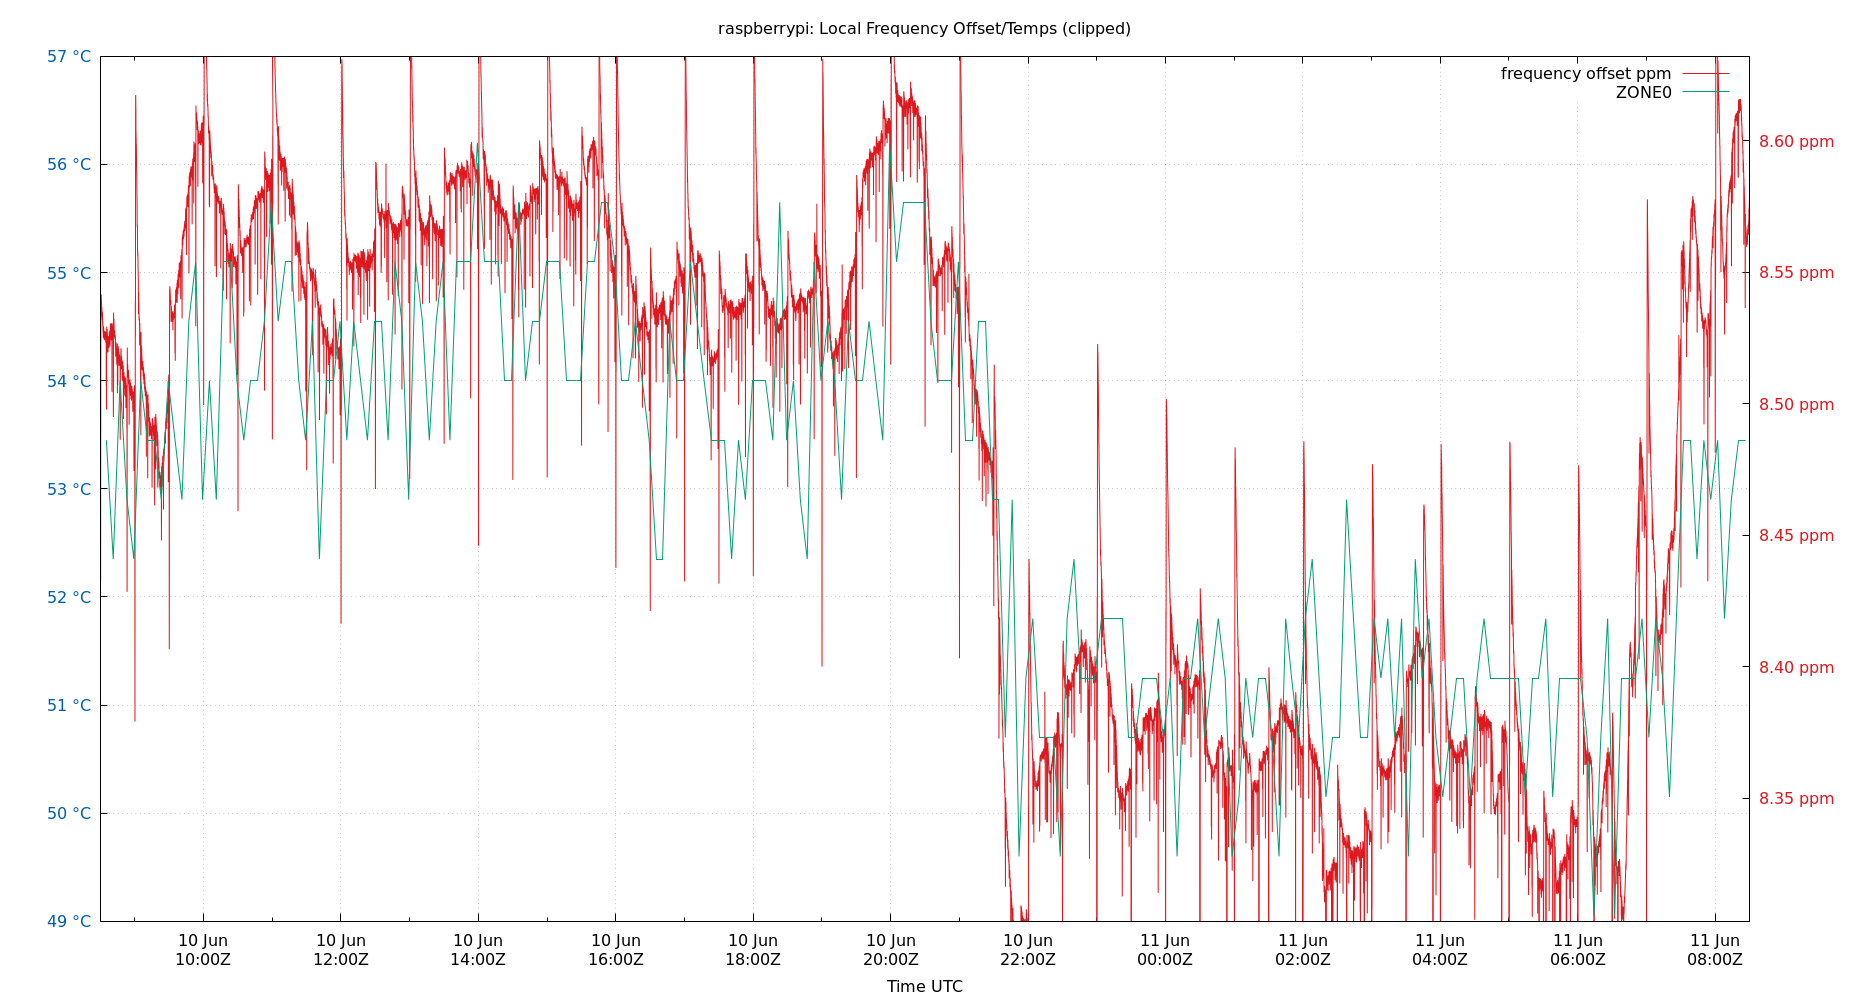 raspberrypi: Local Frequency Offset/Temps (clipped)
frequency offset ppm
ZONE0
57 °C
56 °C
55 °C
54 °C
53 °C
52 °C
51 °C
50 °C
49 °C
8.60 ppm
8.55 ppm
8.50 ppm
8.45 ppm
8.40 ppm
8.35 ppm
10 Jun
10:00Z
10 Jun
12:00Z
10 Jun
14:00Z
10 Jun
16:00Z
10 Jun
18:00Z
10 Jun
20:00Z
10 Jun
22:00Z
11 Jun
00:00Z
11 Jun
02:00Z
11 Jun
04:00Z
11 Jun
06:00Z
11 Jun
08:00Z
Time UTC